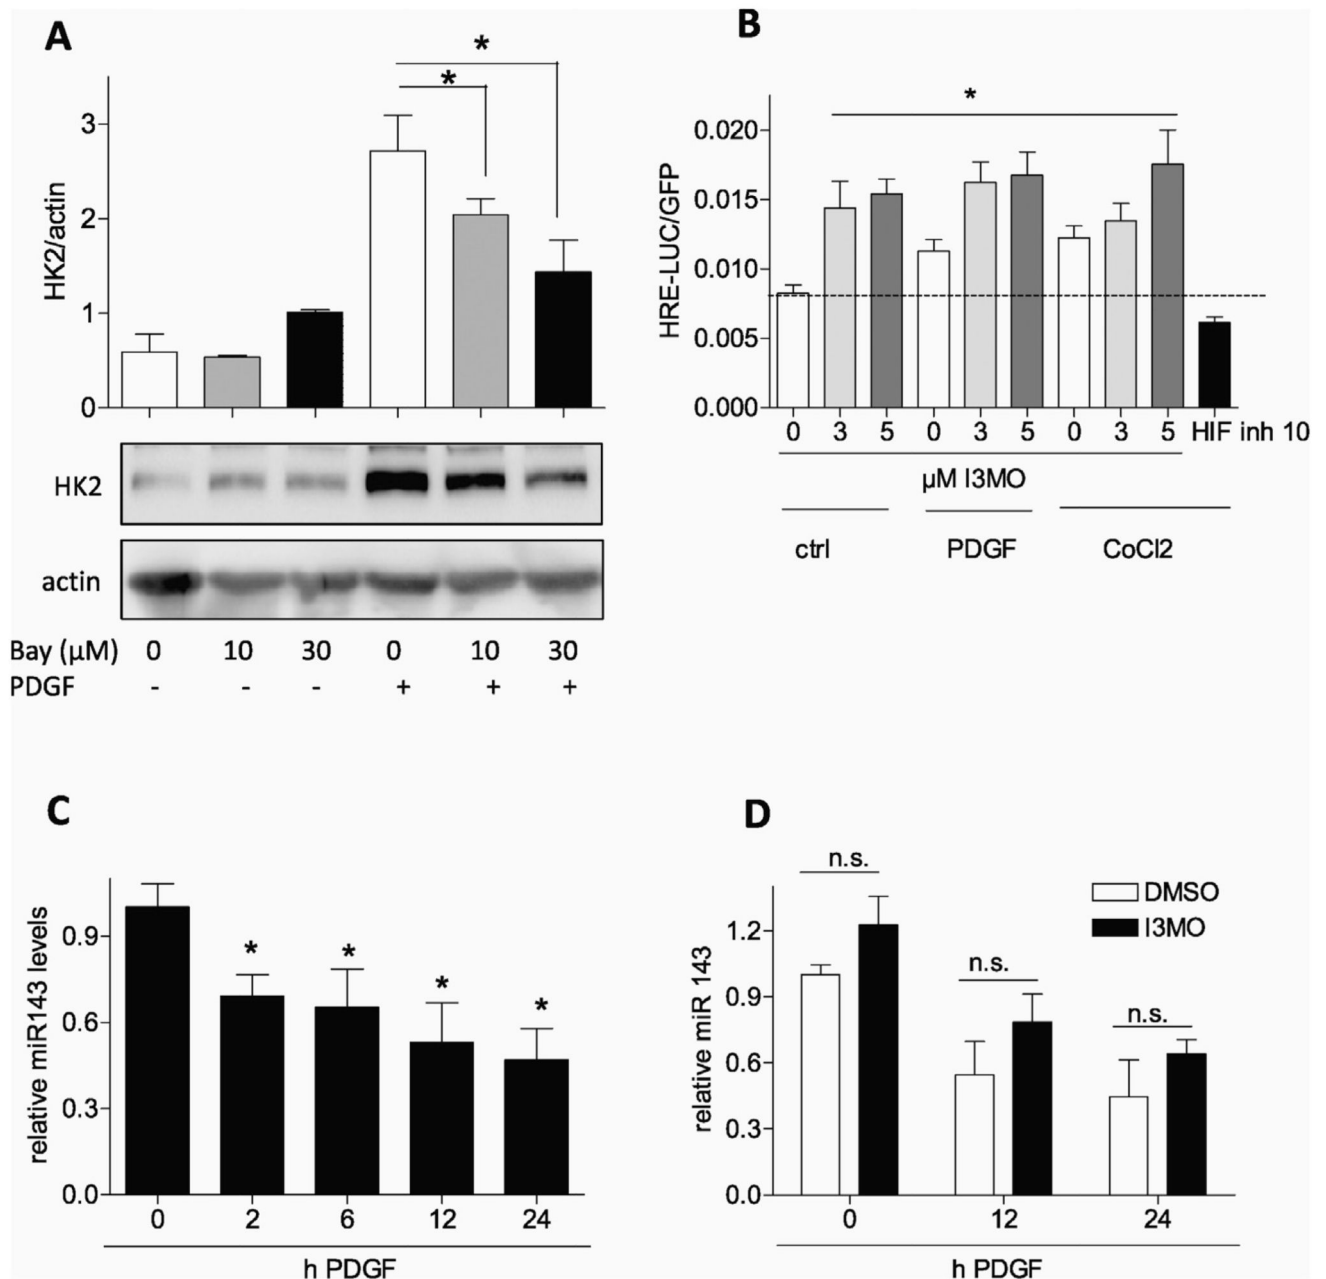 A
*
*
3
2
1
0
HK2/actin
HK2
actin
Bay (µM) 0 10 30 0 10 30
PDGF - - - + + +
B
*
0.020
0.015
0.010
0.005
0.000
HRE-LUC/GFP
0 3 5 0 3 5 0 3 5 HIF inh 10
µM I3MO
ctrl PDGF CoCl2
C
* * * *
0.9
0.6
0.3
0.0
relative miR143 levels
0 2 6 12 24
h PDGF
D
n.s.
n.s.
n.s.
DMSO
I3MO
1.2
0.9
0.6
0.3
0.0
relative miR 143
0 12 24
h PDGF